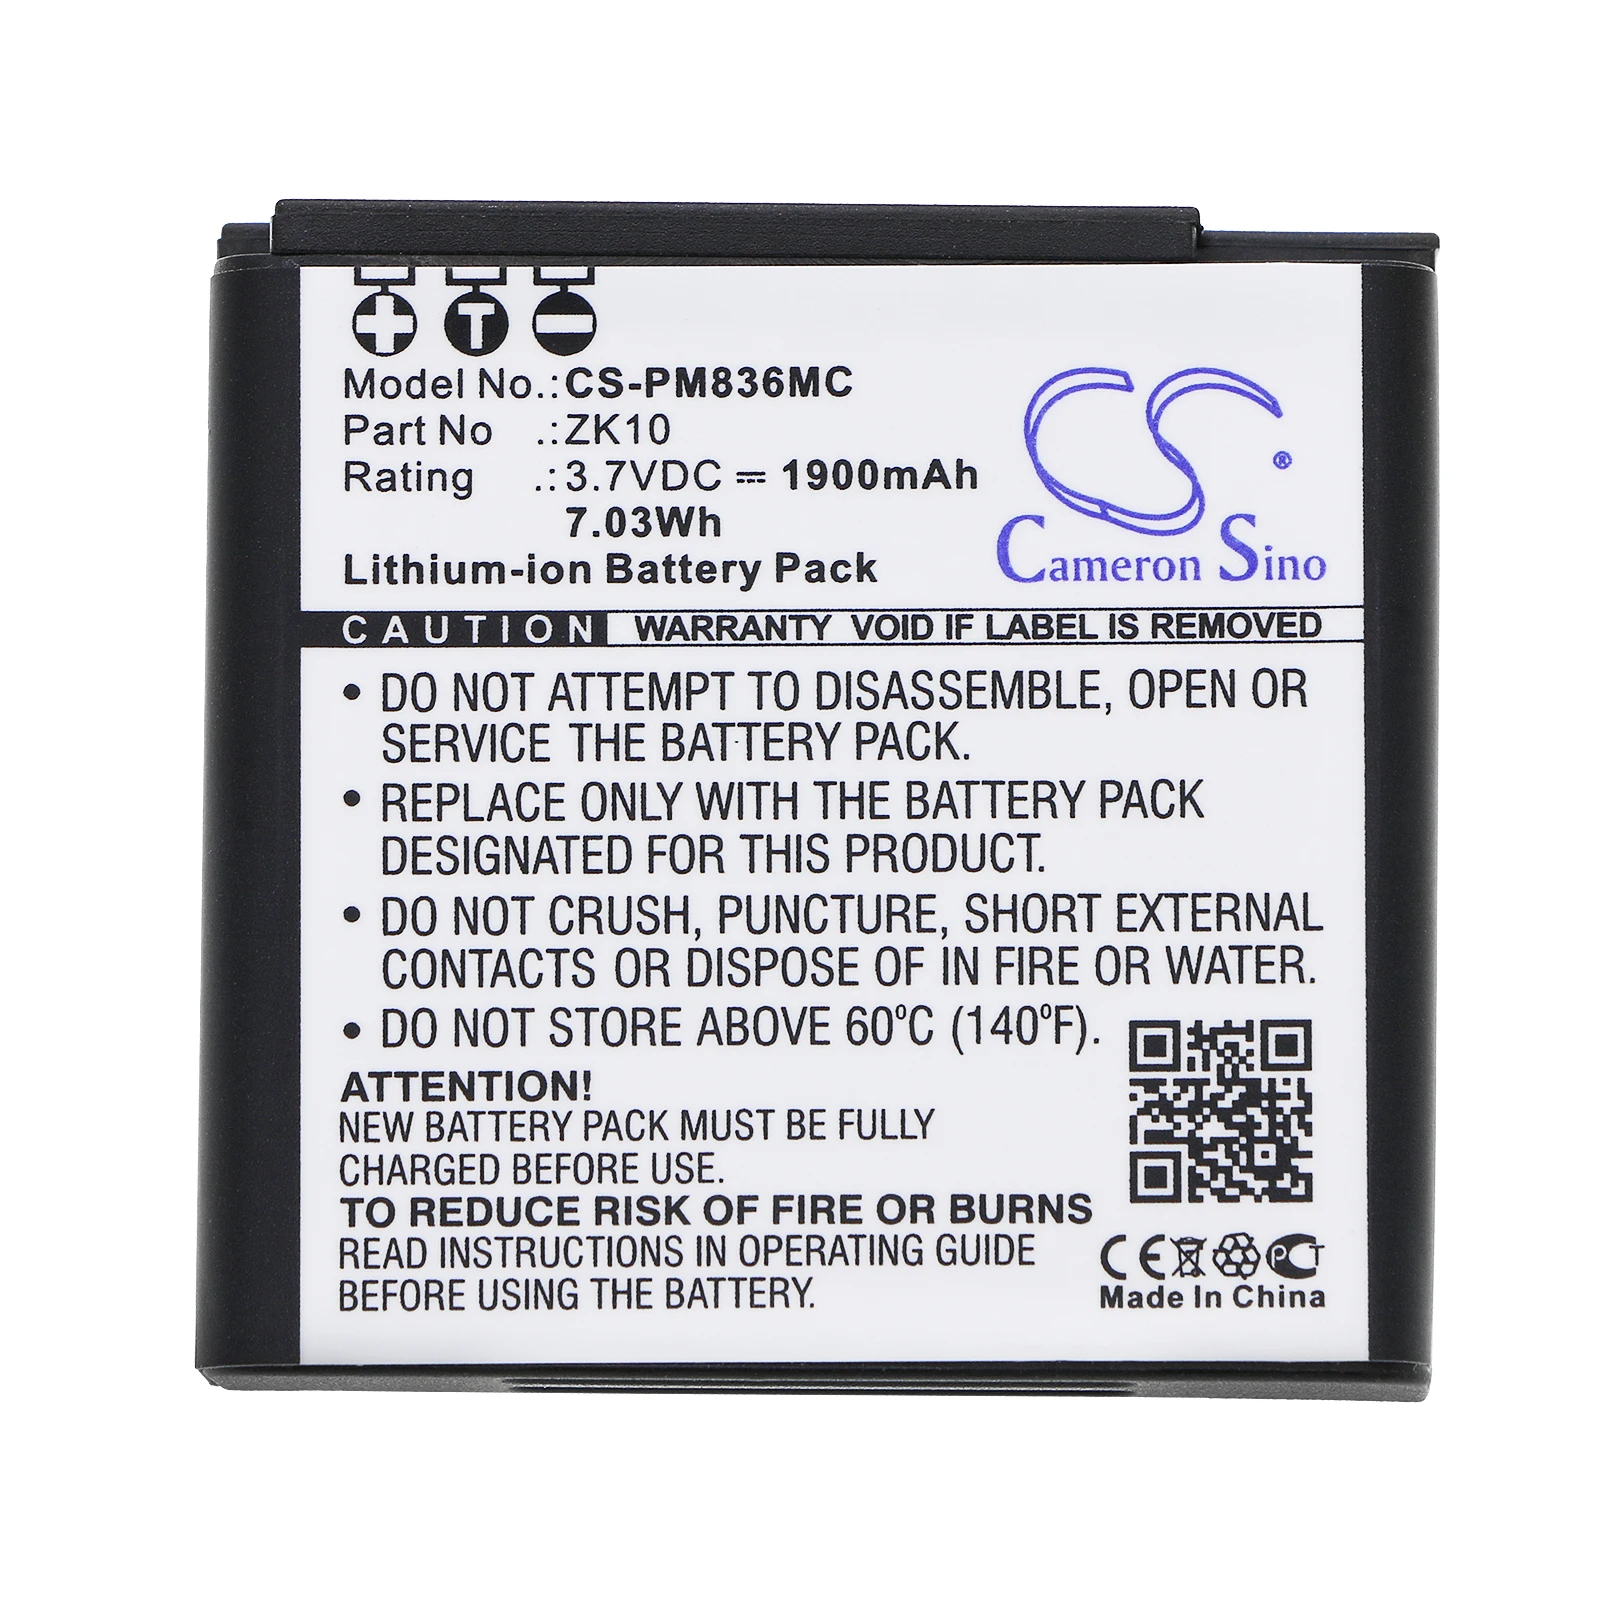 + T −
Model No.:CS-PM836MC
Part No .:ZK10
Rating .:3.7VDC ⎓ 1900mAh
7.03Wh
Lithium-ion Battery Pack
CS ®
Cameron Sino
CAUTION WARRANTY VOID IF LABEL IS REMOVED
• DO NOT ATTEMPT TO DISASSEMBLE, OPEN OR
SERVICE THE BATTERY PACK.
• REPLACE ONLY WITH THE BATTERY PACK
DESIGNATED FOR THIS PRODUCT.
• DO NOT CRUSH, PUNCTURE, SHORT EXTERNAL
CONTACTS OR DISPOSE OF IN FIRE OR WATER.
• DO NOT STORE ABOVE 60°C (140°F).
ATTENTION!
NEW BATTERY PACK MUST BE FULLY
CHARGED BEFORE USE.
TO REDUCE RISK OF FIRE OR BURNS
READ INSTRUCTIONS IN OPERATING GUIDE
BEFORE USING THE BATTERY.
CE PCT
Made In China